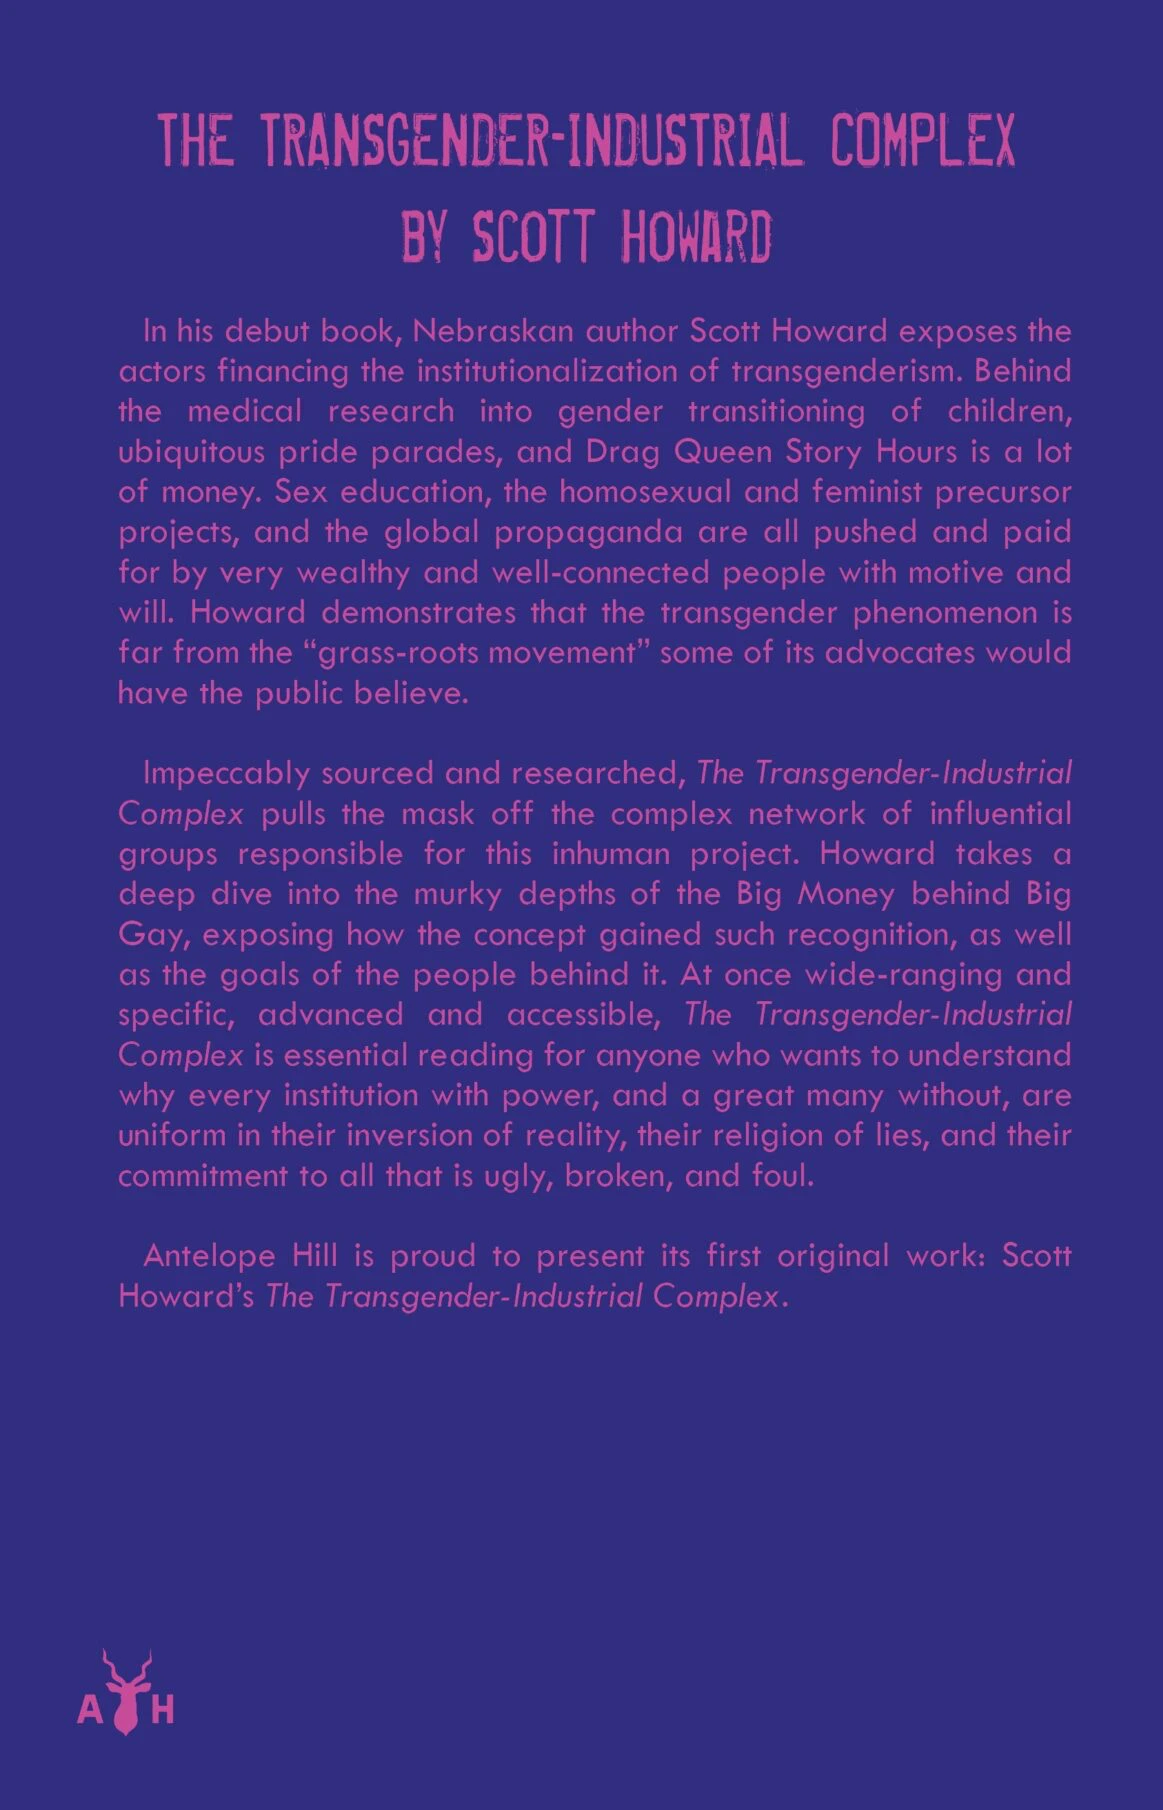 THE TRANSGENDER-INDUSTRIAL COMPLEX
BY SCOTT HOWARD
In his debut book, Nebraskan author Scott Howard exposes the
actors financing the institutionalization of transgenderism. Behind
the medical research into gender transitioning of children,
ubiquitous pride parades, and Drag Queen Story Hours is a lot
of money. Sex education, the homosexual and feminist precursor
projects, and the global propaganda are all pushed and paid
for by very wealthy and well-connected people with motive and
will. Howard demonstrates that the transgender phenomenon is
far from the “grass-roots movement” some of its advocates would
have the public believe.
Impeccably sourced and researched, The Transgender-Industrial
Complex pulls the mask off the complex network of influential
groups responsible for this inhuman project. Howard takes a
deep dive into the murky depths of the Big Money behind Big
Gay, exposing how the concept gained such recognition, as well
as the goals of the people behind it. At once wide-ranging and
specific, advanced and accessible, The Transgender-Industrial
Complex is essential reading for anyone who wants to understand
why every institution with power, and a great many without, are
uniform in their inversion of reality, their religion of lies, and their
commitment to all that is ugly, broken, and foul.
Antelope Hill is proud to present its first original work: Scott
Howard’s The Transgender-Industrial Complex.
A H